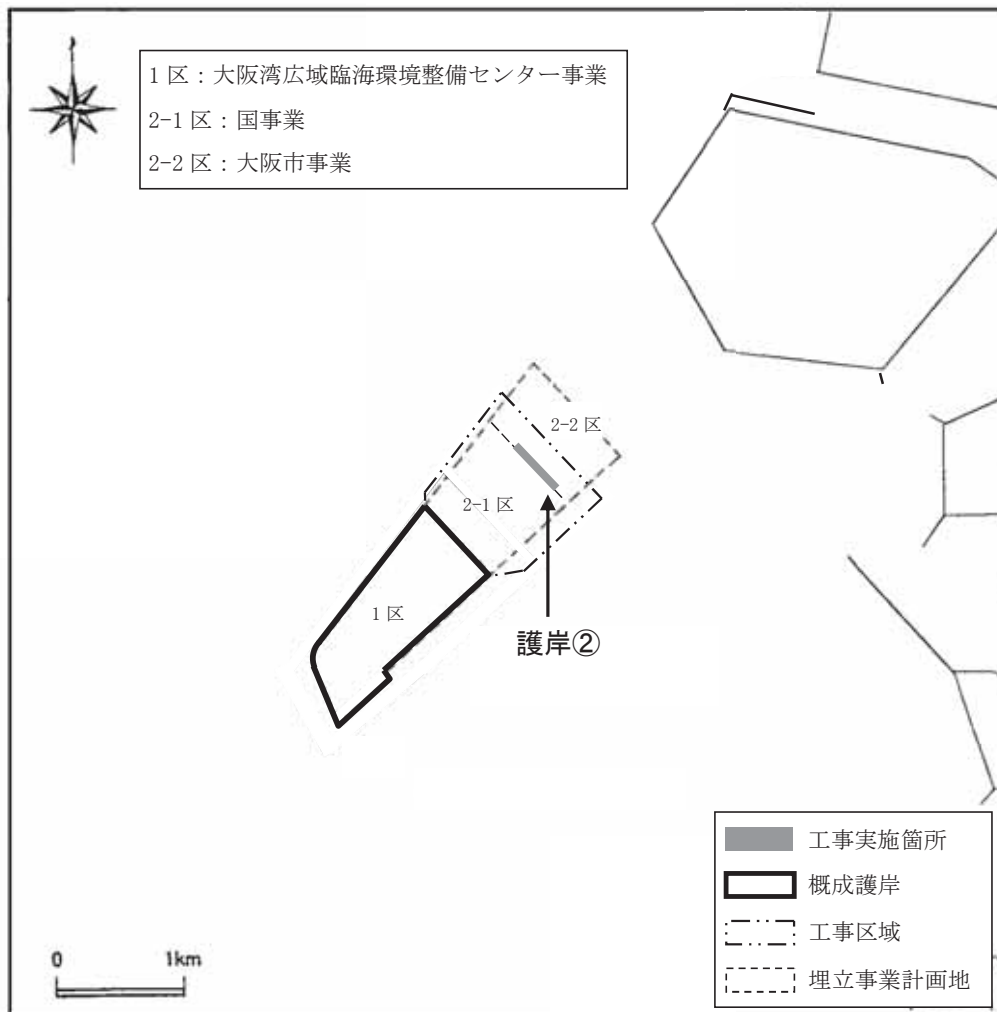 1区：大阪湾広域臨海環境整備センター事業
2-1区：国事業
2-2区：大阪市事業
2-2区
2-1区
1区
護岸②
工事実施箇所
概成護岸
工事区域
埋立事業計画地
0 1km